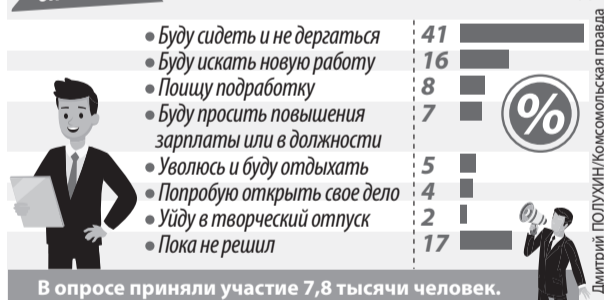 • Буду сидеть и не дергаться 41
• Буду искать новую работу 16
• Поищу подработку 8
• Буду просить повышения 7
зарплаты или в должности
• Уволюсь и буду отдыхать 5
• Попробую открыть свое дело 4
• Уйду в творческий отпуск 2
• Пока не решил 17
%
В опросе приняли участие 7,8 тысячи человек.
Дмитрий ПОЛУХИН/Комсомольская правда